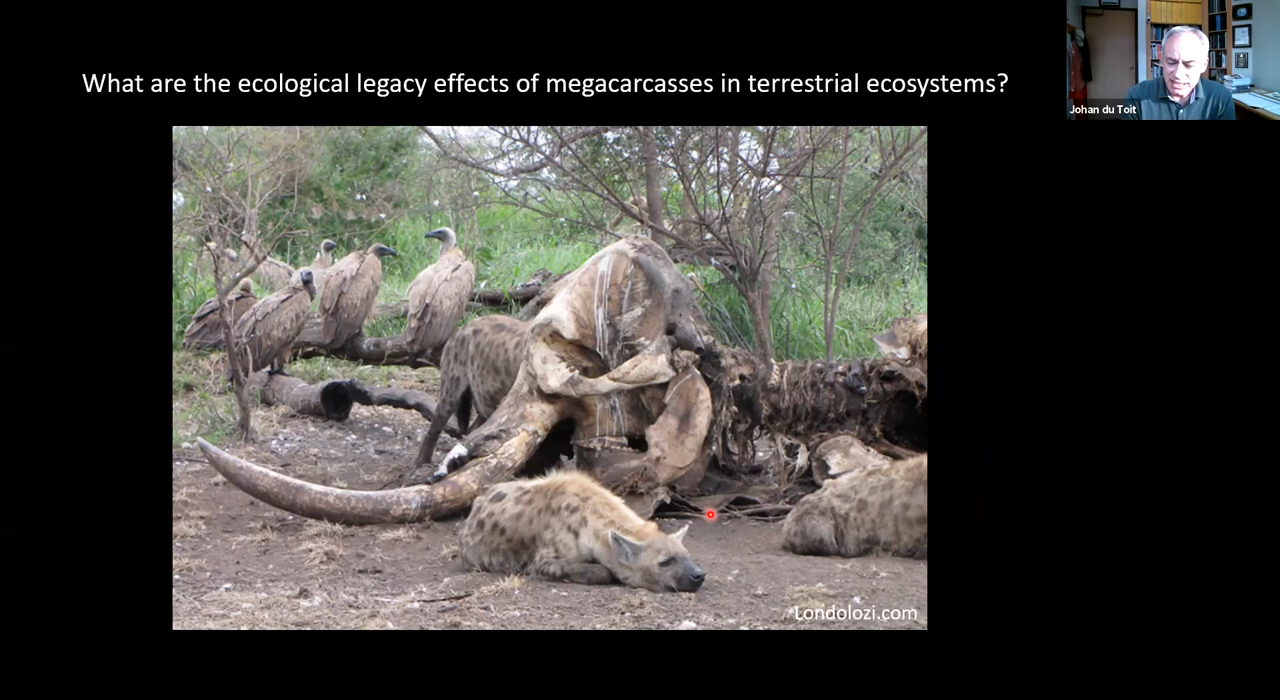 What are the ecological legacy effects of megacarcasses in terrestrial ecosystems?
Johan du Toit
Londolozi.com